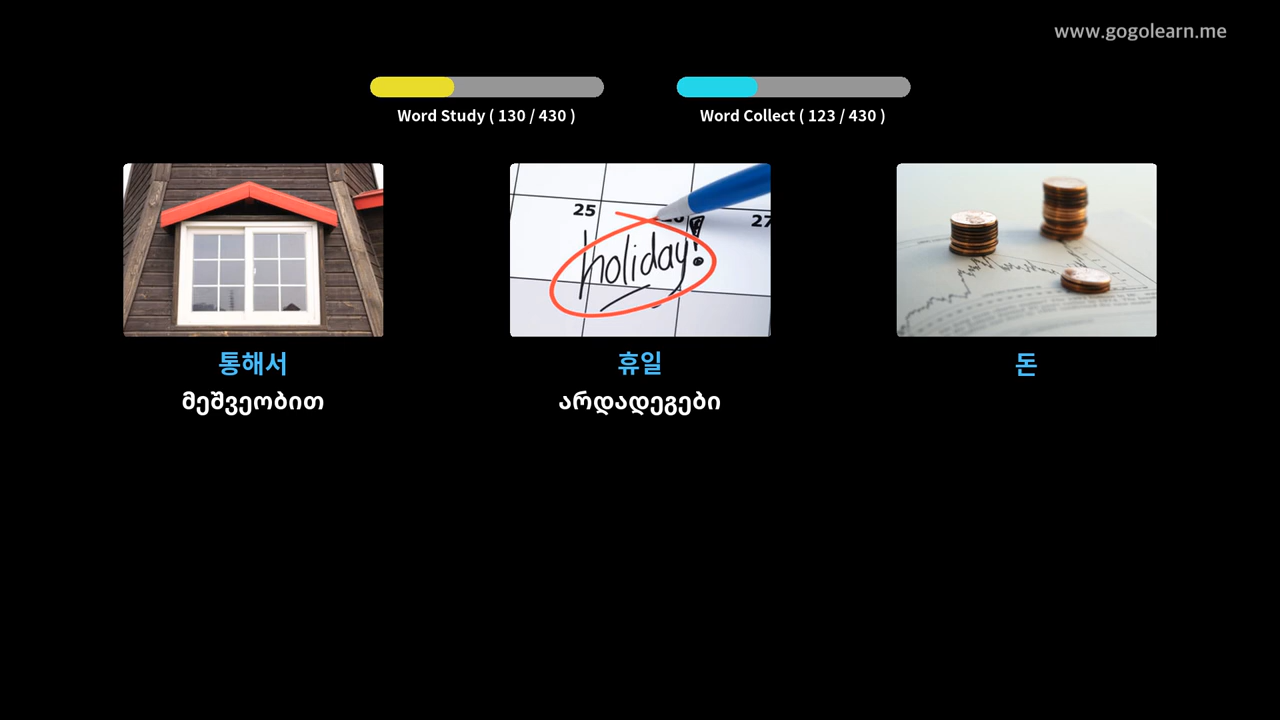 www.gogolearn.me
Word Study ( 130 / 430 )
Word Collect ( 123 / 430 )
25
27
holiday!
통해서
휴일
돈
მეშვეობით
არდადეგები